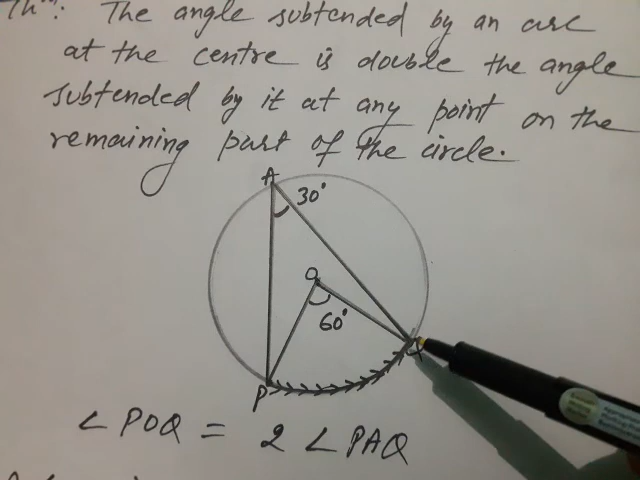 Thm: The angle subtended by an arc
at the centre is double the angle
subtended by it at any point on the
remaining part of the circle.
A
30°
O
60°
P
∠POQ = 2 ∠PAQ